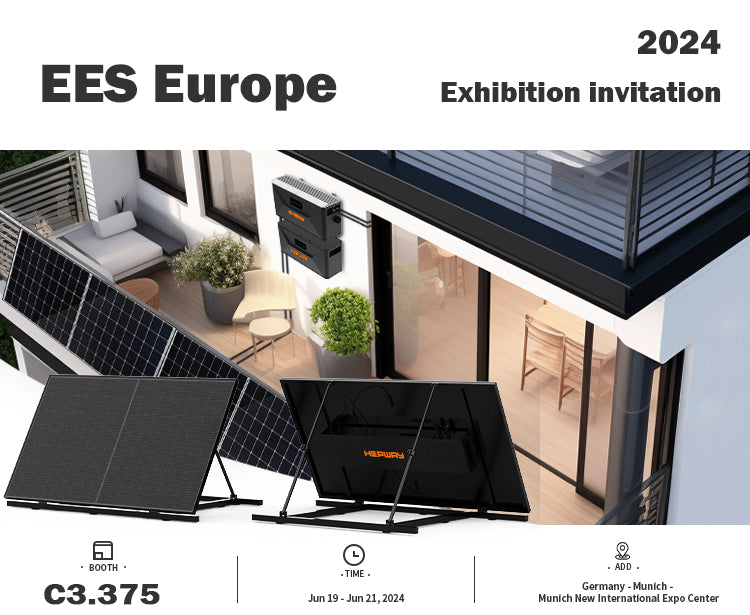 2024
EES Europe
Exhibition invitation
HEPWAY
BOOTH
C3.375
TIME
Jun 19 - Jun 21, 2024
ADD
Germany - Munich -
Munich New International Expo Center